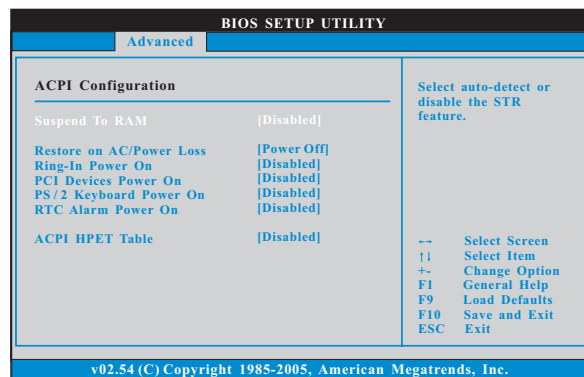 BIOS SETUP UTILITY
Advanced
ACPI Configuration
Suspend To RAM [Disabled]
Restore on AC/Power Loss [Power Off]
Ring-In Power On [Disabled]
PCI Devices Power On [Disabled]
PS/2 Keyboard Power On [Disabled]
RTC Alarm Power On [Disabled]
ACPI HPET Table [Disabled]
Select auto-detect or
disable the STR
feature.
←→ Select Screen
↑↓ Select Item
+- Change Option
F1 General Help
F9 Load Defaults
F10 Save and Exit
ESC Exit
v02.54 (C) Copyright 1985-2005, American Megatrends, Inc.